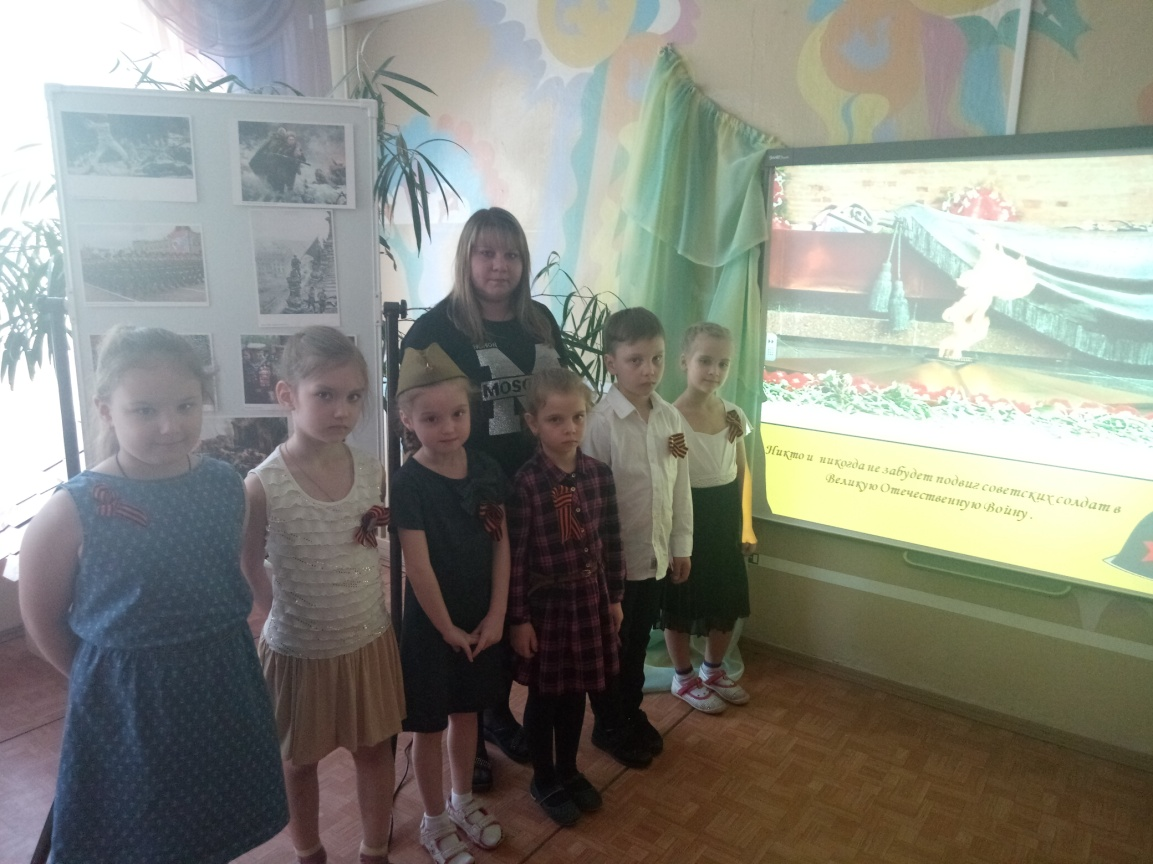 MOSC
Никто и никогда не забудет подвиг советских солдат в
Великую Отечественную Войну.